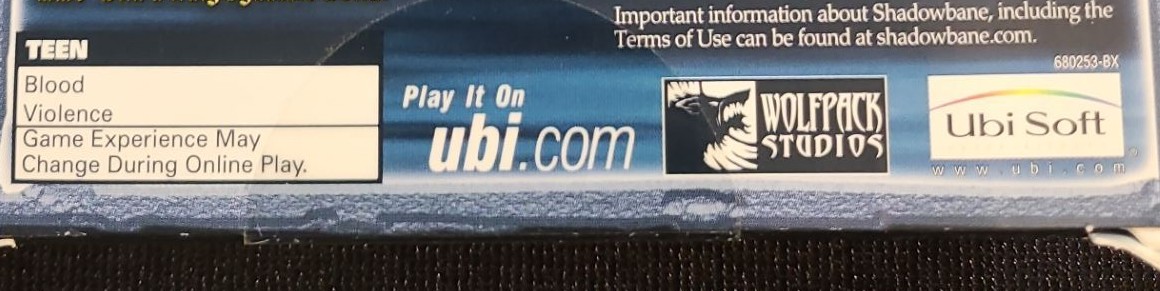 Important information about Shadowbane, including the
Terms of Use can be found at shadowbane.com.
680253-BX
TEEN
Blood
Violence
Game Experience May
Change During Online Play.
Play It On
ubi.com
WOLFPACK
STUDIOS
Ubi Soft
www.ubi.com